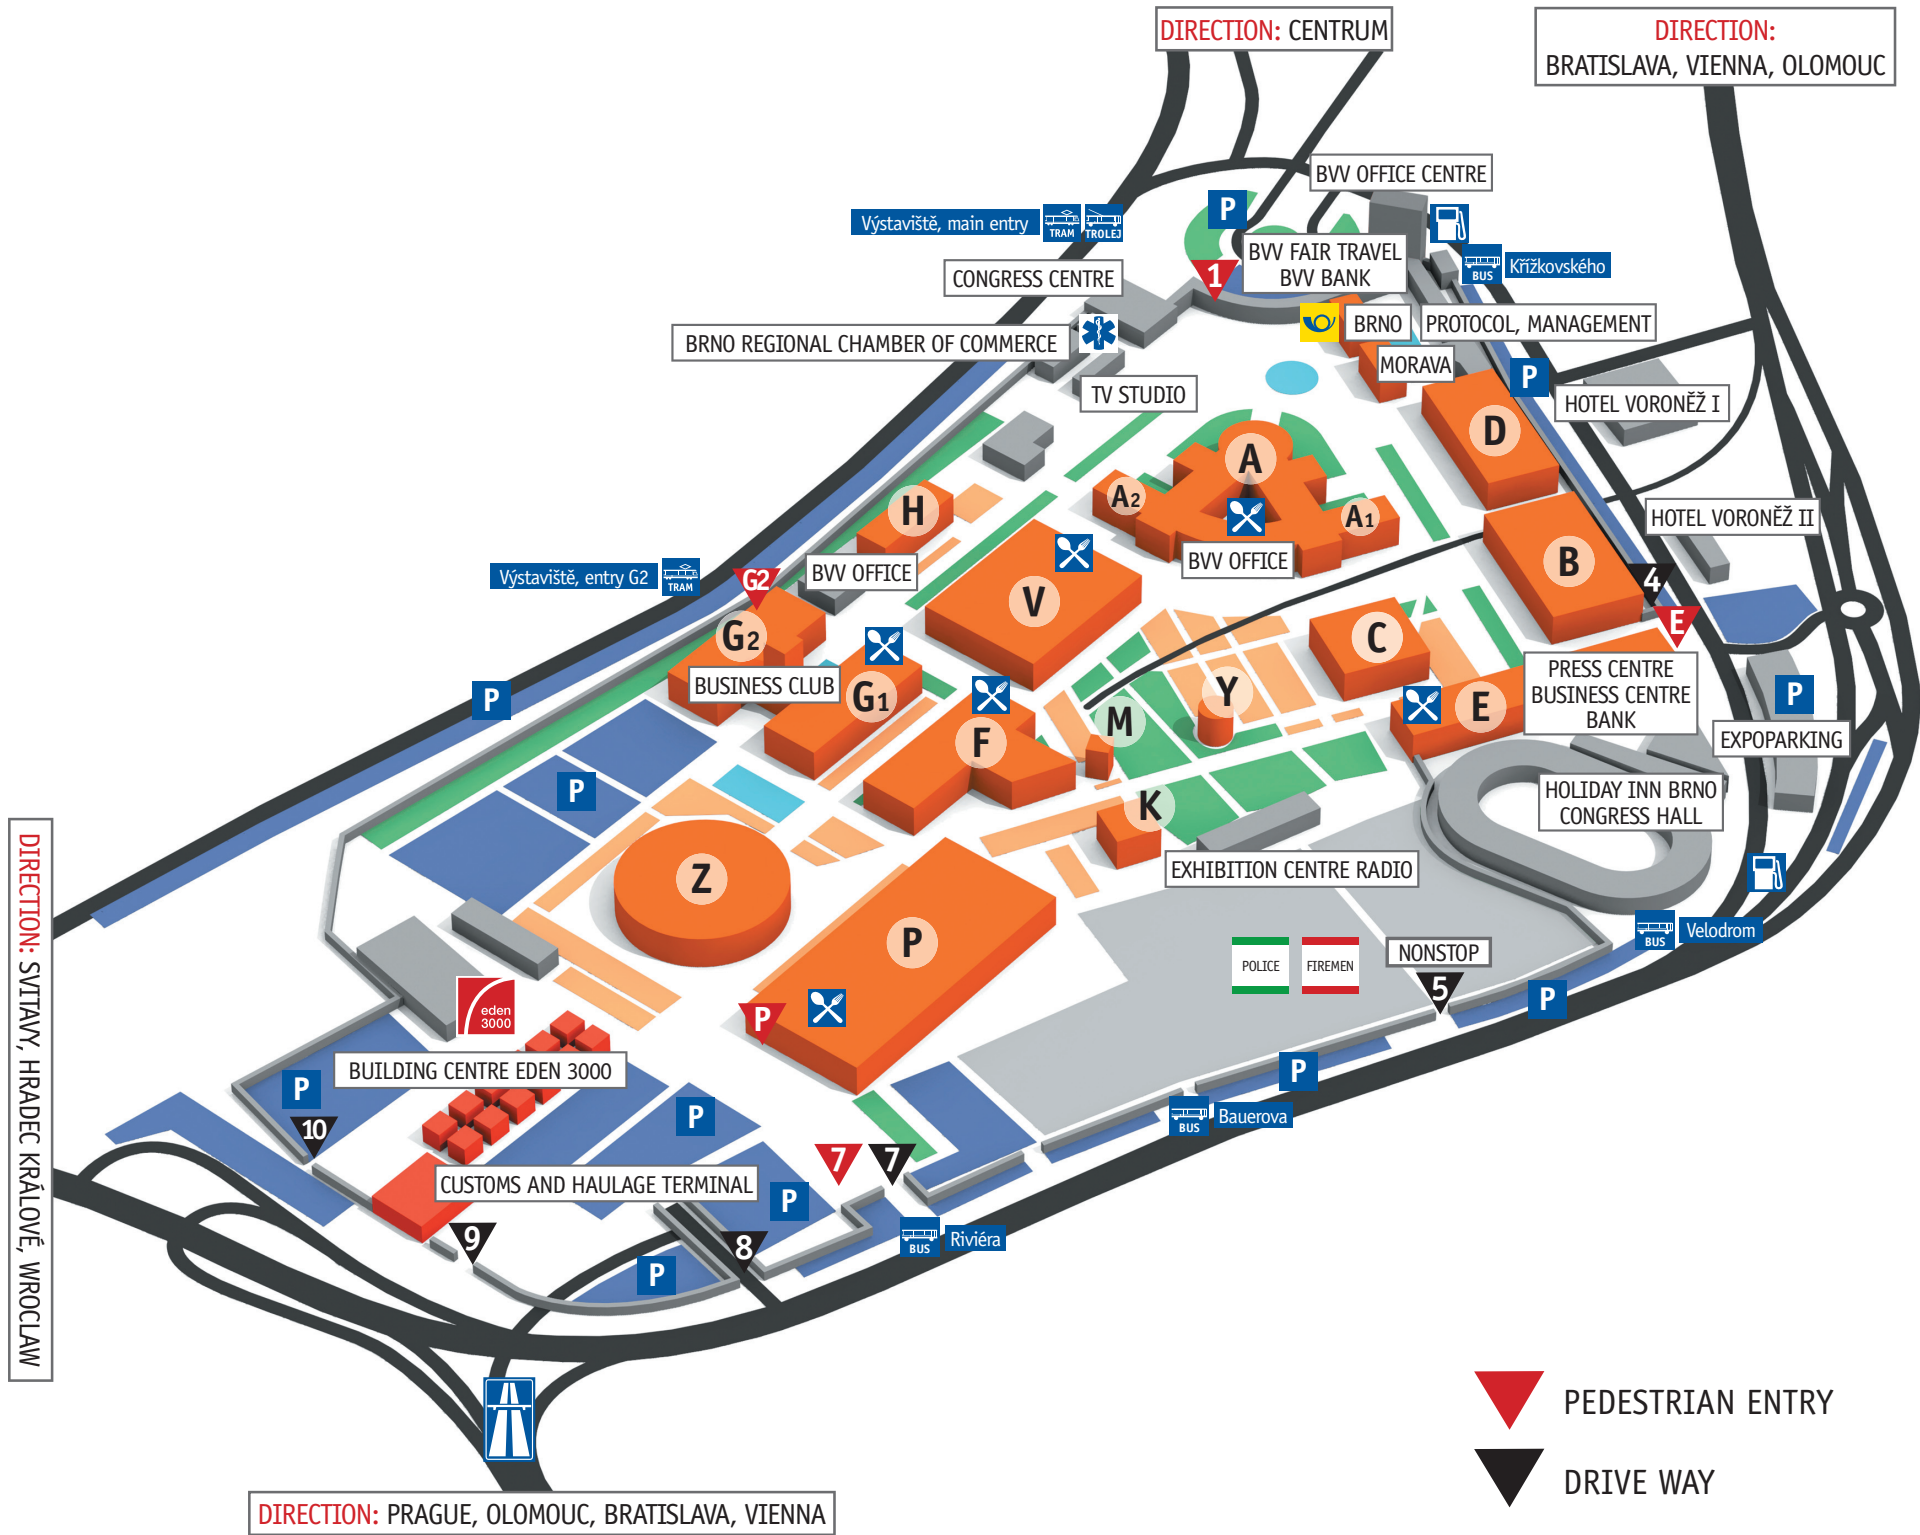 DIRECTION: CENTRUM
DIRECTION:
BRATISLAVA, VIENNA, OLOMOUC
BVV OFFICE CENTRE
P
Výstaviště, main entry
TRAM
TROLEJ
BVV FAIR TRAVEL
BVV BANK
1
BUS
Křížkovského
CONGRESS CENTRE
BRNO
PROTOCOL, MANAGEMENT
BRNO REGIONAL CHAMBER OF COMMERCE
MORAVA
P
TV STUDIO
HOTEL VORONĚŽ I
D
A
A2
A1
H
HOTEL VORONĚŽ II
BVV OFFICE
B
Výstaviště, entry G2
TRAM
G2
BVV OFFICE
4
V
E
G2
C
BUSINESS CLUB
G1
PRESS CENTRE
BUSINESS CENTRE
BANK
P
Y
E
P
M
F
EXPOPARKING
P
HOLIDAY INN BRNO
CONGRESS HALL
K
EXHIBITION CENTRE RADIO
Z
P
BUS
Velodrom
NONSTOP
POLICE
FIREMEN
5
P
eden
3000
P
BUILDING CENTRE EDEN 3000
P
P
P
BUS
Bauerova
10
7
7
CUSTOMS AND HAULAGE TERMINAL
P
9
8
BUS
Riviéra
P
DIRECTION: SVITAVY, HRADEC KRÁLOVÉ, WROCLAW
PEDESTRIAN ENTRY
DRIVE WAY
DIRECTION: PRAGUE, OLOMOUC, BRATISLAVA, VIENNA